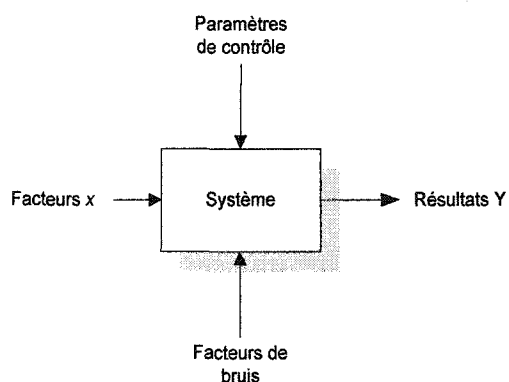 Paramètres
de contrôle
Facteurs x
Système
Résultats Y
Facteurs de
bruis